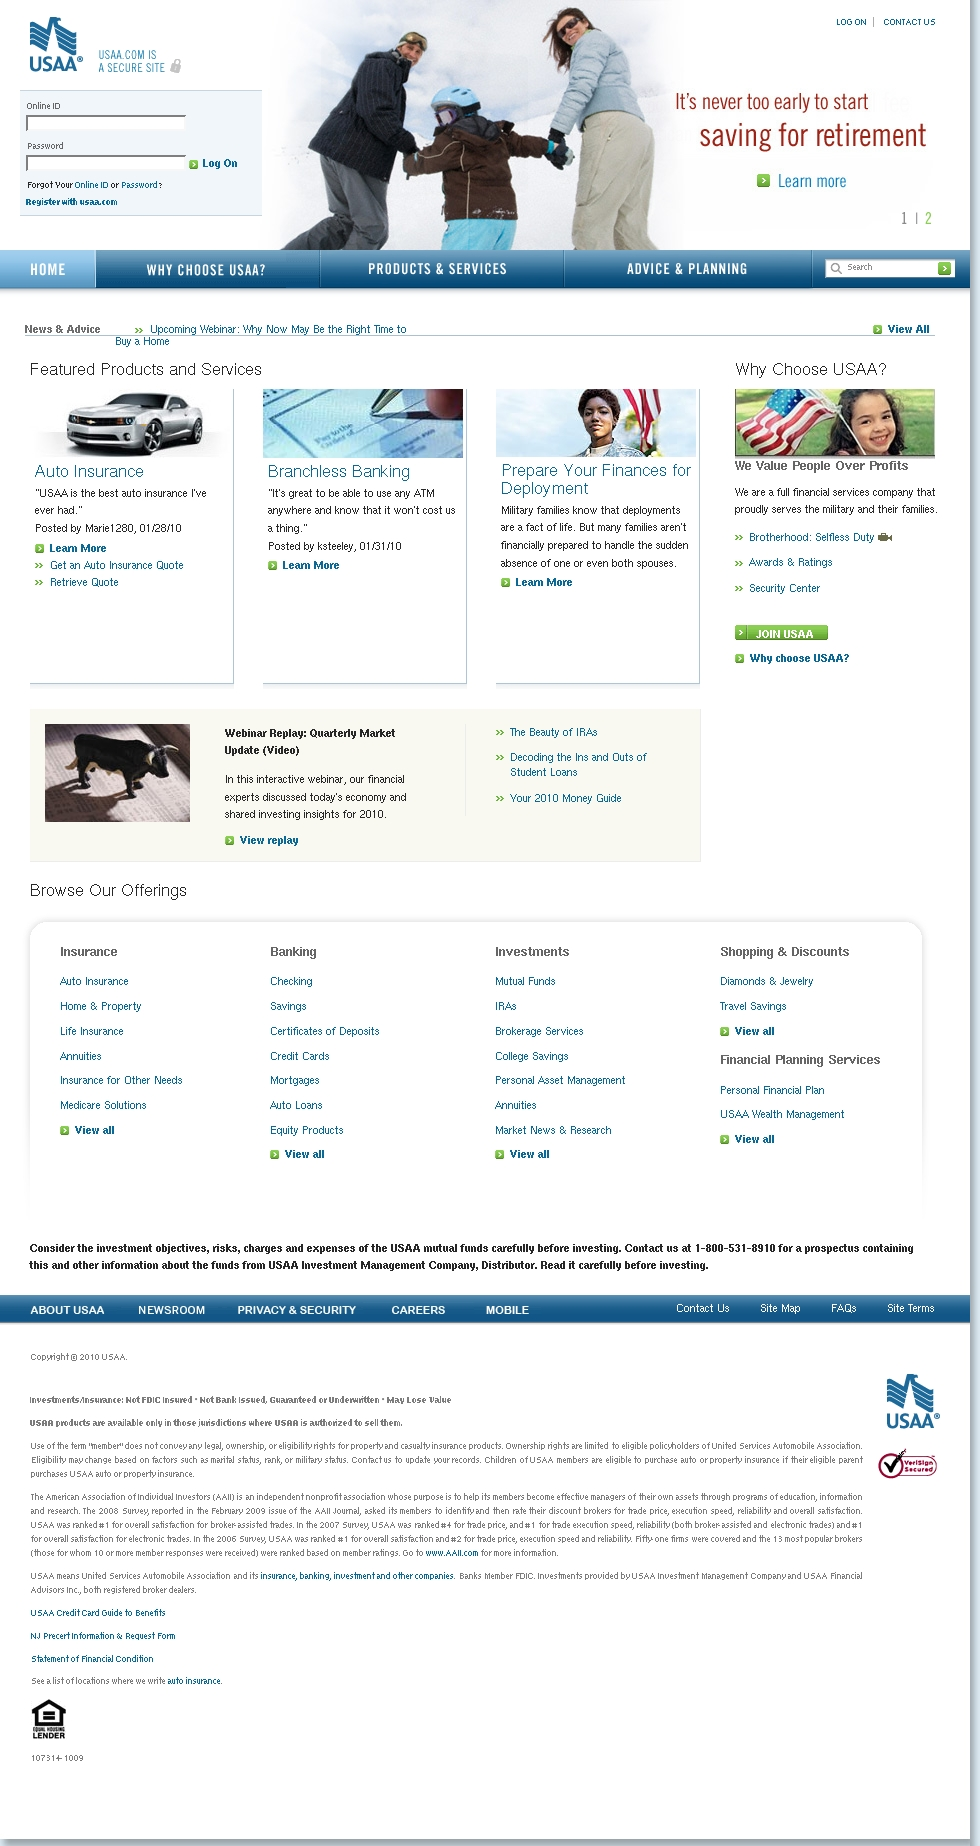 USAA®
USAA.COM IS
A SECURE SITE
LOG ON | CONTACT US
Online ID
Password
Log On
Forgot Your Online ID or Password?
Register with usaa.com
It's never too early to start
saving for retirement
Learn more
1 | 2
HOME
WHY CHOOSE USAA?
PRODUCTS & SERVICES
ADVICE & PLANNING
Search
News & Advice
Upcoming Webinar: Why Now May Be the Right Time to
Buy a Home
View All
Featured Products and Services
Auto Insurance
"USAA is the best auto insurance I've
ever had."
Posted by Marie1280, 01/28/10
Learn More
Get an Auto Insurance Quote
Retrieve Quote
Branchless Banking
"It's great to be able to use any ATM
anywhere and know that it won't cost us
a thing."
Posted by ksteeley, 01/31/10
Learn More
Prepare Your Finances for
Deployment
Military families know that deployments
are a fact of life. But many families aren't
financially prepared to handle the sudden
absence of one or even both spouses.
Learn More
Why Choose USAA?
We Value People Over Profits
We are a full financial services company that
proudly serves the military and their families.
Brotherhood: Selfless Duty
Awards & Ratings
Security Center
JOIN USAA
Why choose USAA?
Webinar Replay: Quarterly Market
Update (Video)
In this interactive webinar, our financial
experts discussed today's economy and
shared investing insights for 2010.
View replay
The Beauty of IRAs
Decoding the Ins and Outs of
Student Loans
Your 2010 Money Guide
Browse Our Offerings
Insurance
Auto Insurance
Home & Property
Life Insurance
Annuities
Insurance for Other Needs
Medicare Solutions
View all
Banking
Checking
Savings
Certificates of Deposits
Credit Cards
Mortgages
Auto Loans
Equity Products
View all
Investments
Mutual Funds
IRAs
Brokerage Services
College Savings
Personal Asset Management
Annuities
Market News & Research
View all
Shopping & Discounts
Diamonds & Jewelry
Travel Savings
View all
Financial Planning Services
Personal Financial Plan
USAA Wealth Management
View all
Consider the investment objectives, risks, charges and expenses of the USAA mutual funds carefully before investing. Contact us at 1-800-531-8910 for a prospectus containing
this and other information about the funds from USAA Investment Management Company, Distributor. Read it carefully before investing.
ABOUT USAA
NEWSROOM
PRIVACY & SECURITY
CAREERS
MOBILE
Contact Us
Site Map
FAQs
Site Terms
Copyright © 2010 USAA.
Investments/Insurance: Not FDIC Insured • Not Bank Issued, Guaranteed or Underwritten • May Lose Value
USAA products are available only in those jurisdictions where USAA is authorized to sell them.
Use of the term "member" does not convey any legal, ownership, or eligibility rights for property and casualty insurance products. Ownership rights are limited to eligible policyholders of United Services Automobile Association.
Eligibility may change based on factors such as marital status, rank, or military status. Contact us to update your records. Children of USAA members are eligible to purchase auto or property insurance if their eligible parent
purchases USAA auto or property insurance.
The American Association of Individual Investors (AAII) is an independent nonprofit association whose purpose is to help its members become effective managers of their own assets through programs of education, information
and research. The 2008 Survey, reported in the February 2009 issue of the AAII Journal, asked its members to identify and then rate their discount brokers for trade price, execution speed, reliability and overall satisfaction.
USAA was ranked #1 for overall satisfaction for broker-assisted trades. In the 2007 Survey, USAA was ranked #4 for trade price, and #1 for trade execution speed, reliability (both broker-assisted and electronic trades) and #1
for overall satisfaction for electronic trades. In the 2006 Survey, USAA was ranked #1 for overall satisfaction and #2 for trade price, execution speed and reliability. Fifty-one firms were covered and the 13 most popular brokers
(those for whom 10 or more member responses were received) were ranked based on member ratings. Go to www.AAII.com for more information.
USAA means United Services Automobile Association and its insurance, banking, investment and other companies. Banks Member FDIC. Investments provided by USAA Investment Management Company and USAA Financial
Advisors Inc., both registered broker dealers.
USAA Credit Card Guide to Benefits
NJ Precert Information & Request Form
Statement of Financial Condition
See a list of locations where we write auto insurance.
USAA®
VeriSign
Secured
EQUAL HOUSING
LENDER
107314-1009